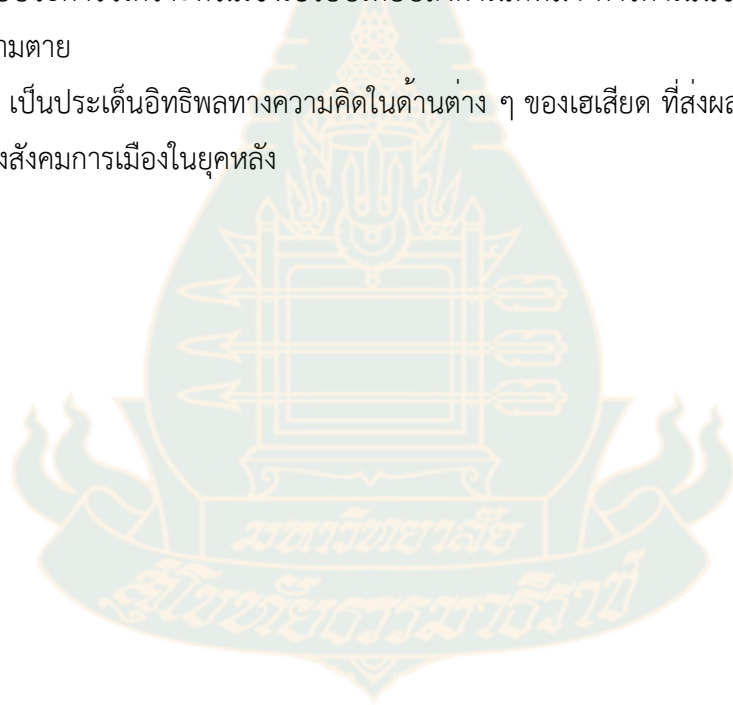 ามตาย
เป็นประเด็นอิทธิพลทางความคิดในด้านต่าง ๆ ของเฮเสียด ที่ส่งผล
งสังคมการเมืองในยุคหลัง
มหาวิทยาลัย
สุโขทัยธรรมาธิราช